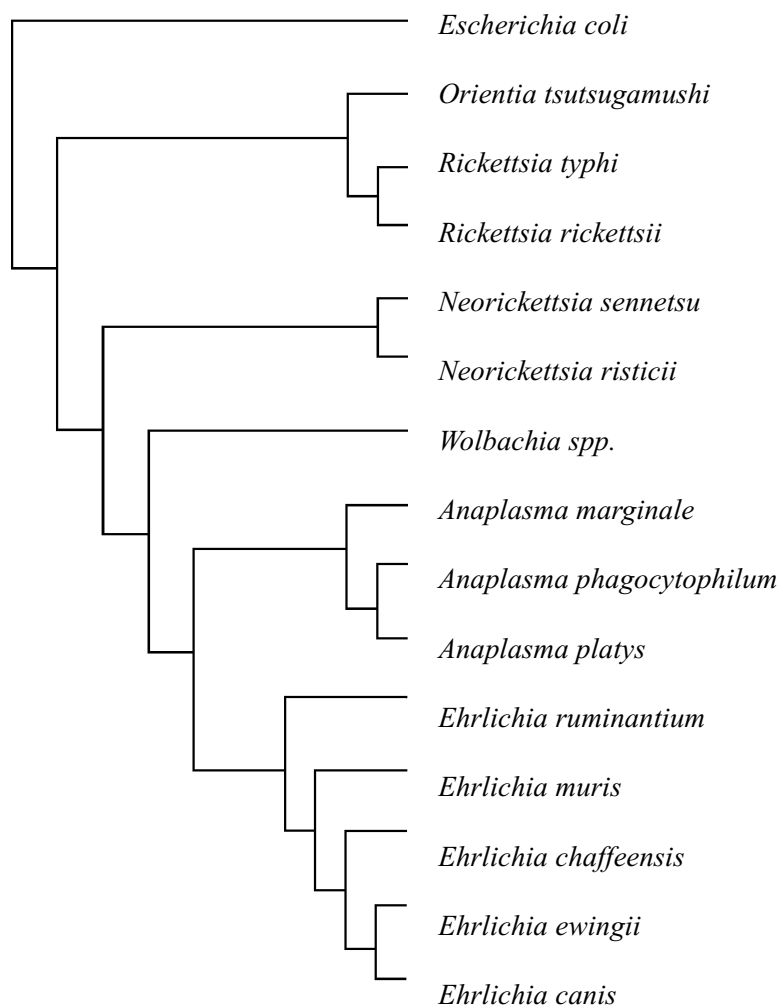 Escherichia coli
Orientia tsutsugamushi
Rickettsia typhi
Rickettsia rickettsii
Neorickettsia sennetsu
Neorickettsia risticii
Wolbachia spp.
Anaplasma marginale
Anaplasma phagocytophilum
Anaplasma platys
Ehrlichia ruminantium
Ehrlichia muris
Ehrlichia chaffeensis
Ehrlichia ewingii
Ehrlichia canis